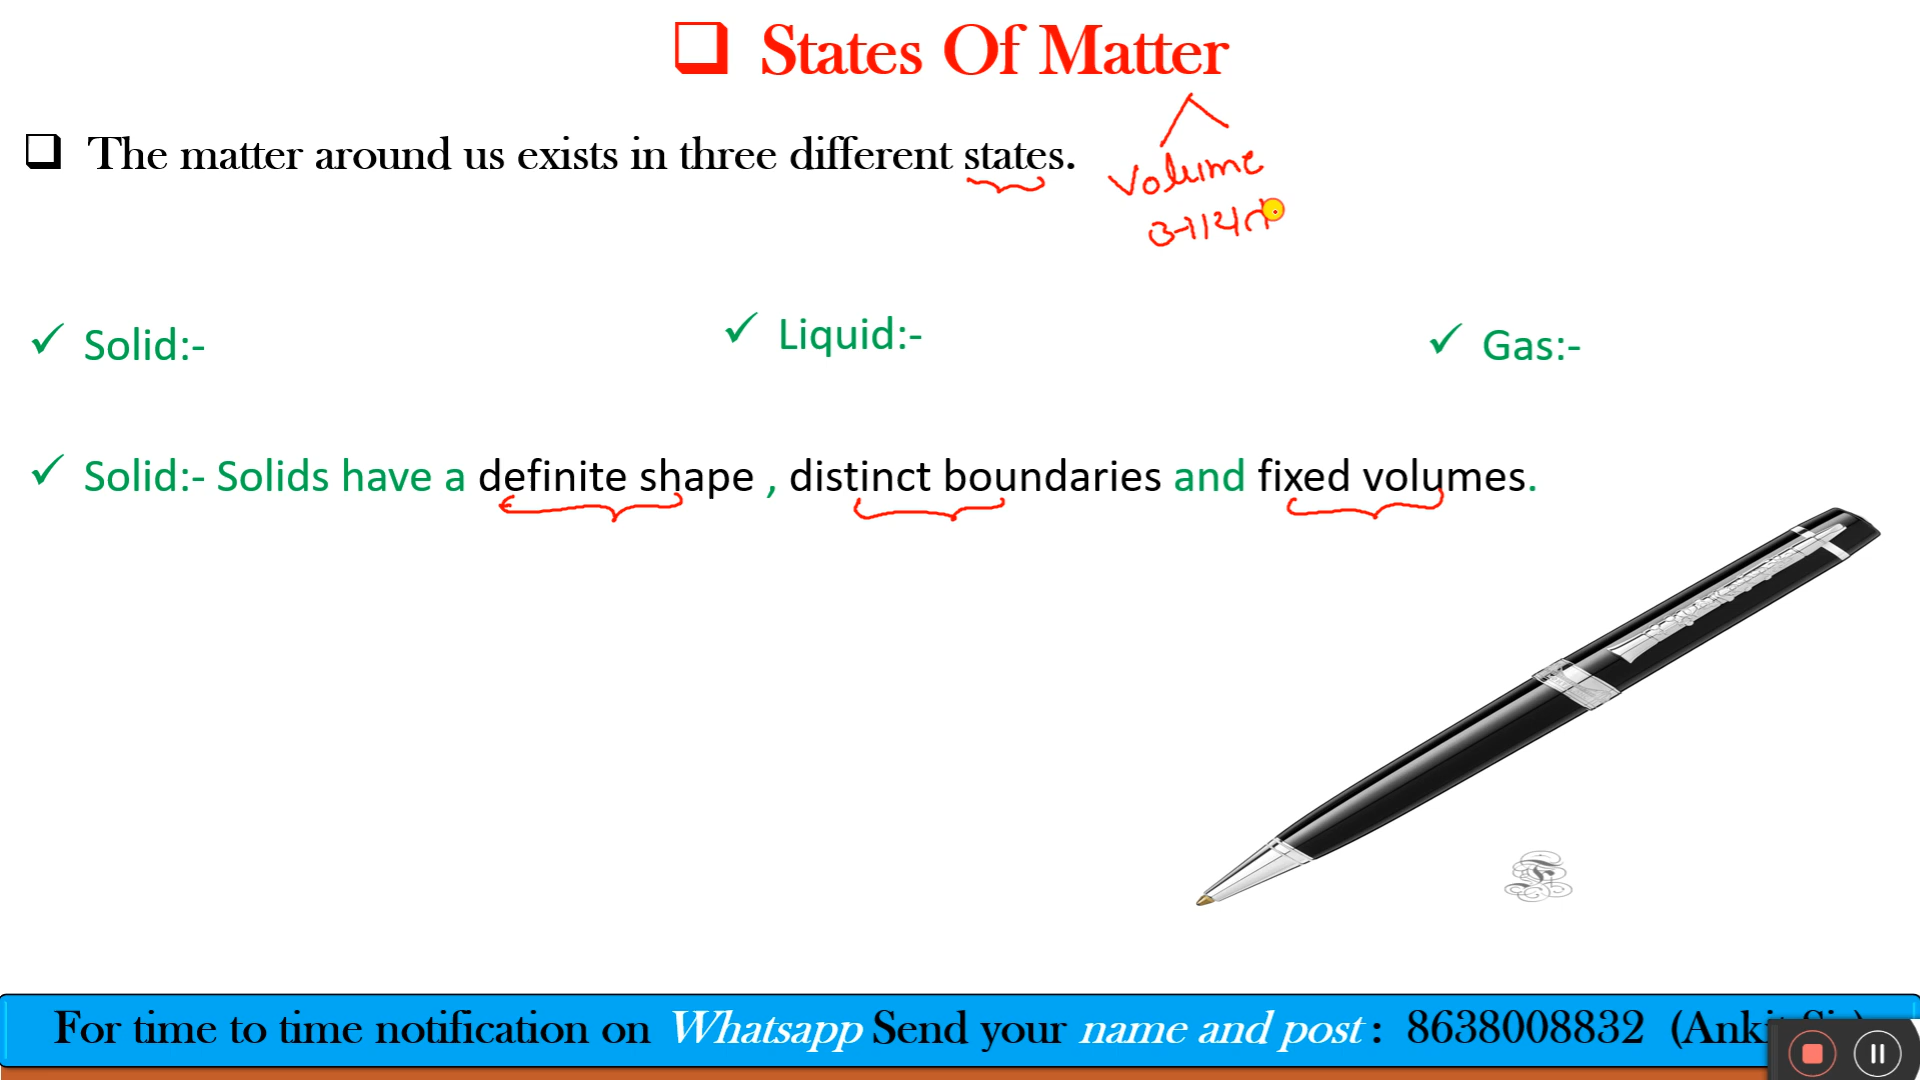 States Of Matter
The matter around us exists in three different states.
Volume
Solid:-
Liquid:-
Gas:-
Solid:- Solids have a definite shape , distinct boundaries and fixed volumes.
For time to time notification on Whatsapp Send your name and post : 8638008832 (Ankit Sir)